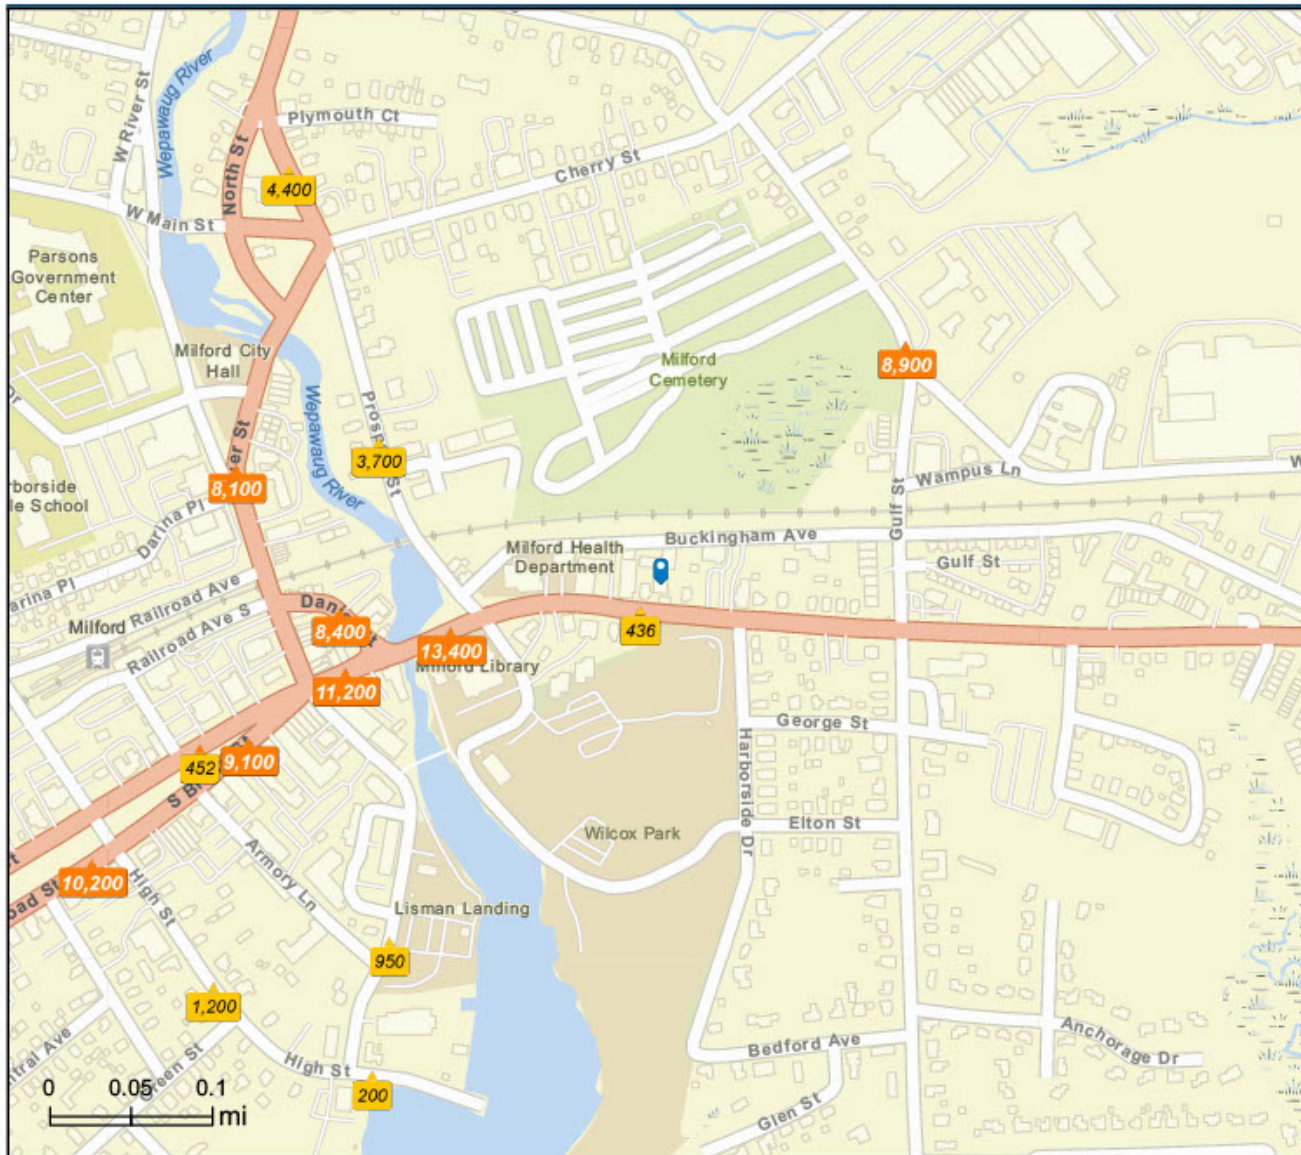 Wepawaug River
W River St
North St
Plymouth Ct
Cherry St
4,400
W Main St
Parsons
Government
Center
Milford City
Hall
Milford
Cemetery
8,900
Wepawaug River
3,700
St
8,100
Wampus Ln
Gulf St
Darina Pl
Buckingham Ave
Milford Health
Department
Gulf St
Railroad Ave
Milford
Railroad Ave S
8,400
436
13,400
Milford Library
11,200
George St
Harborside Dr
452
9,100
Elton St
Wilcox Park
10,200
High St
Armory Ln
Lisman Landing
950
1,200
High St
Bedford Ave
Anchorage Dr
200
Glen St
0 0.05 0.1
mi